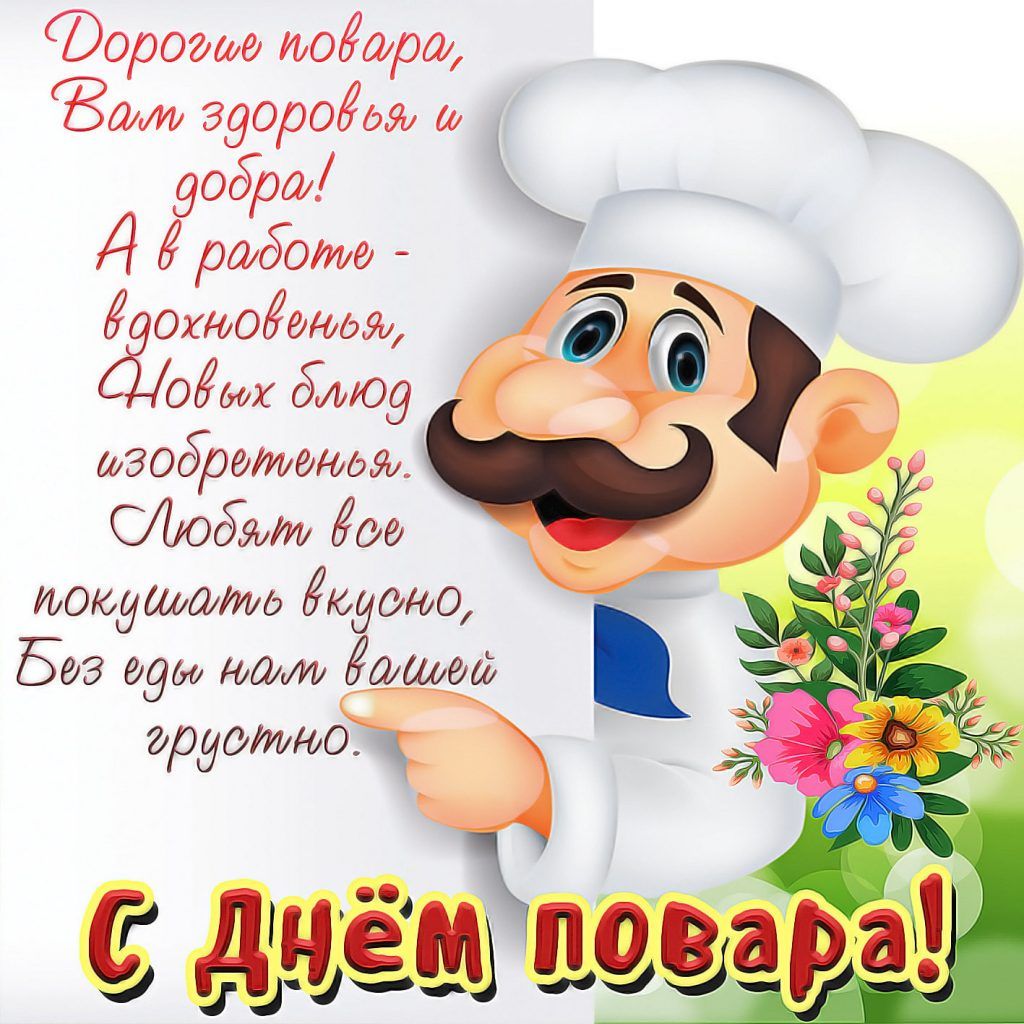 Дорогие повара,
Вам здоровья и
добра!
А в работе -
вдохновенья,
Новых блюд
изобретенья.
Любят все
покушать вкусно,
Без еды нам вашей
грустно.
С Днём повара!